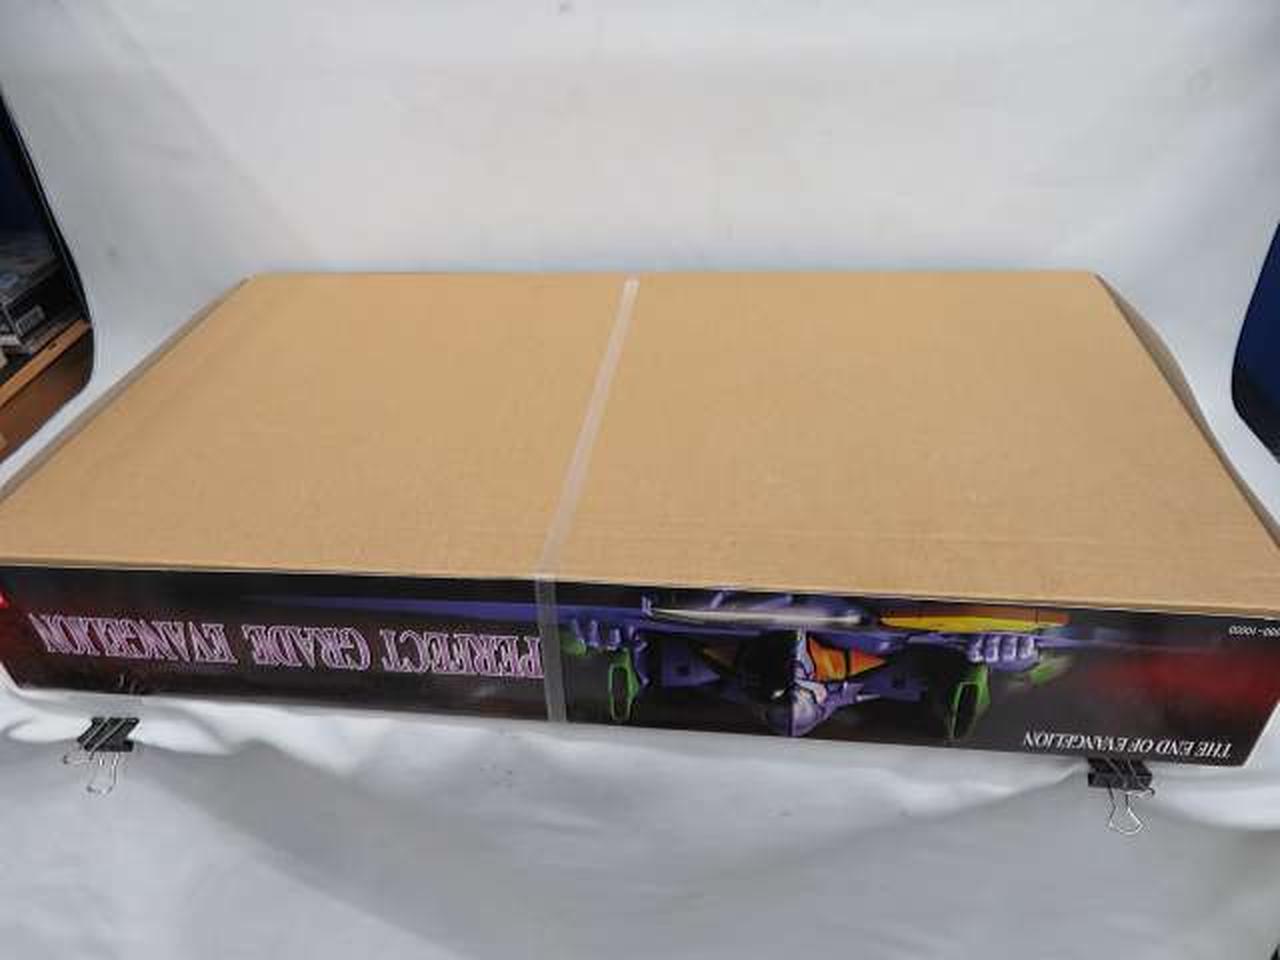 PERFECT GRADE EVANGELION
THE END OF EVANGELION